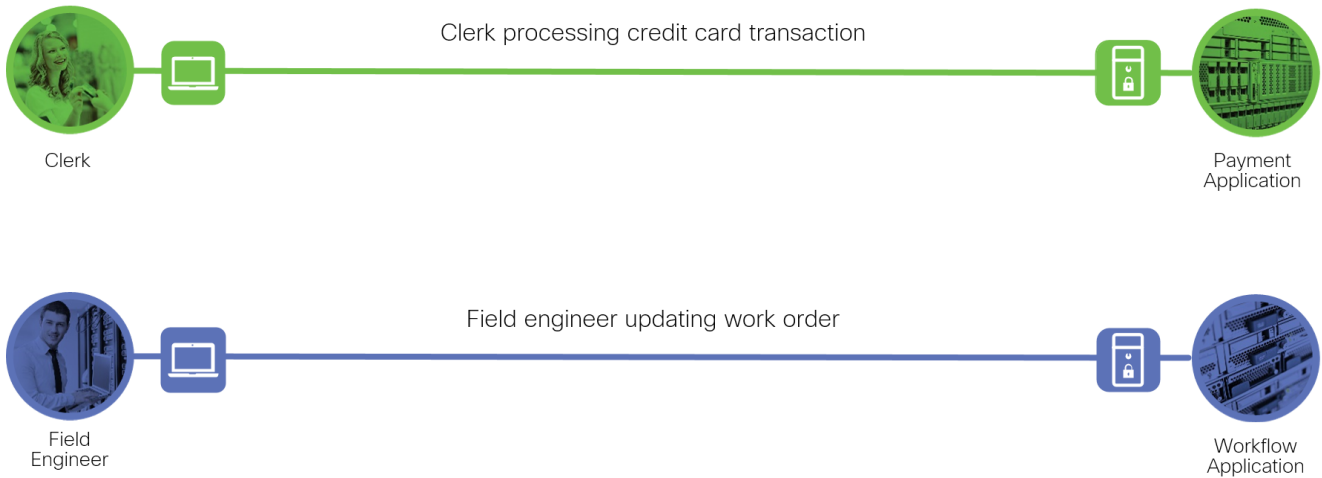 Clerk processing credit card transaction
Clerk
Payment
Application
Field engineer updating work order
Field
Engineer
Workflow
Application